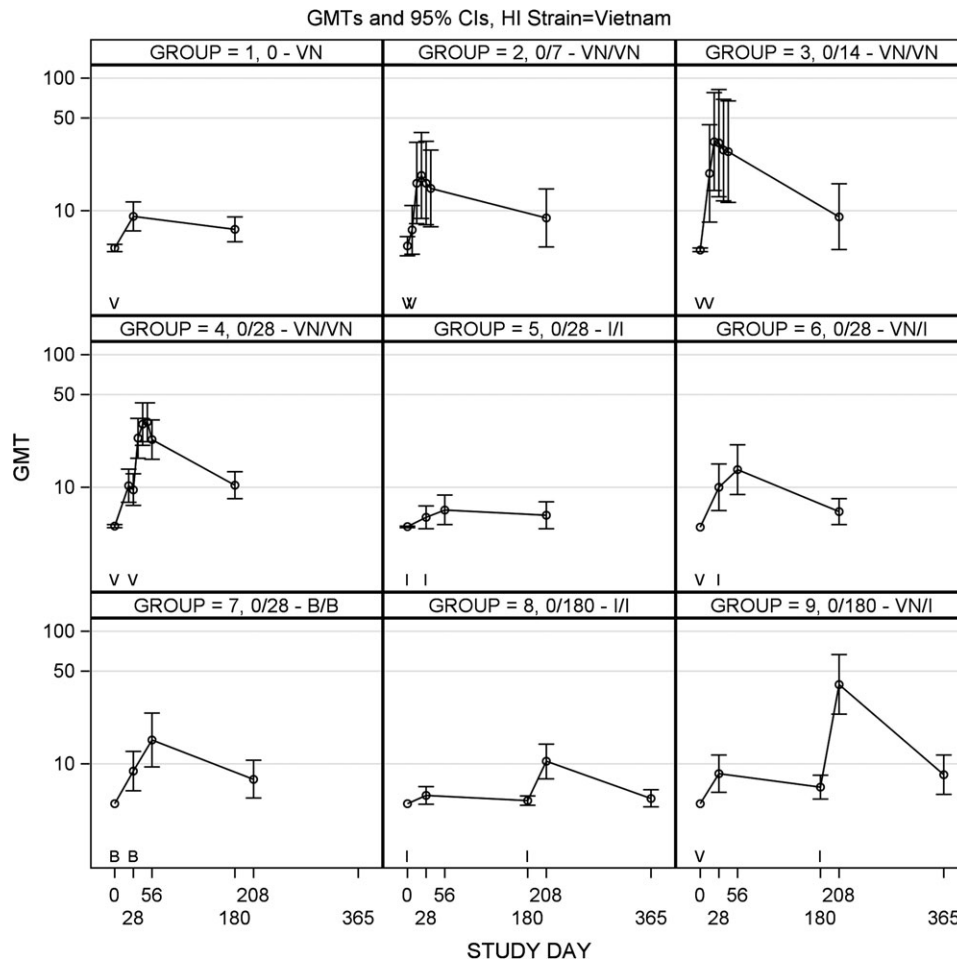 GMTs and 95% CIs, HI Strain=Vietnam
GROUP = 1, 0 - VN
GROUP = 2, 0/7 - VN/VN
GROUP = 3, 0/14 - VN/VN
100
50
10
V
VV
VV
GROUP = 4, 0/28 - VN/VN
GROUP = 5, 0/28 - I/I
GROUP = 6, 0/28 - VN/I
100
50
10
GMT
V V
I I
V I
GROUP = 7, 0/28 - B/B
GROUP = 8, 0/180 - I/I
GROUP = 9, 0/180 - VN/I
100
50
10
B B
I I
V I
0 56 208
28 180 365
0 56 208
28 180 365
0 56 208
28 180 365
STUDY DAY